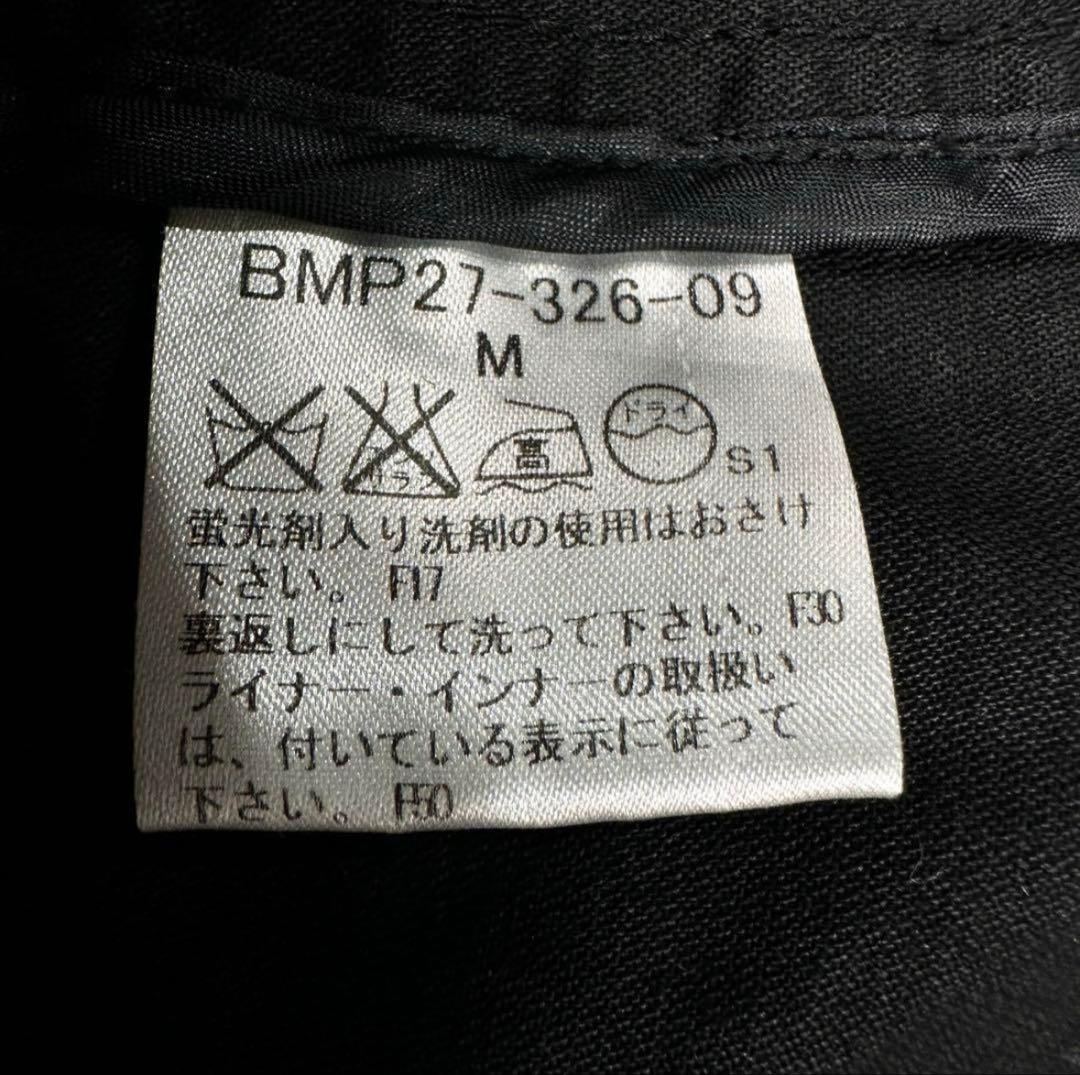 BMP27-326-09
M
高
ドライ
S1
蛍光剤入り洗剤の使用はおさけ
下さい。 F17
裏返しにして洗って下さい。F30
ライナー・インナーの取扱い
は、付いている表示に従って
下さい。 F50